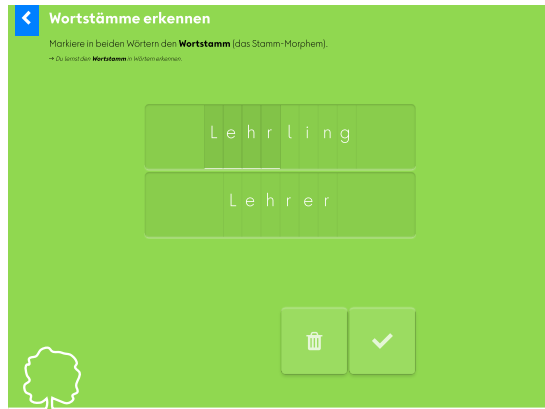 Wortstämme erkennen
Markiere in beiden Wörtern den Wortstamm (das Stamm-Morphem).
→ Du lernst den Wortstamm in Wörtern erkennen.
Lehrling
Lehrer